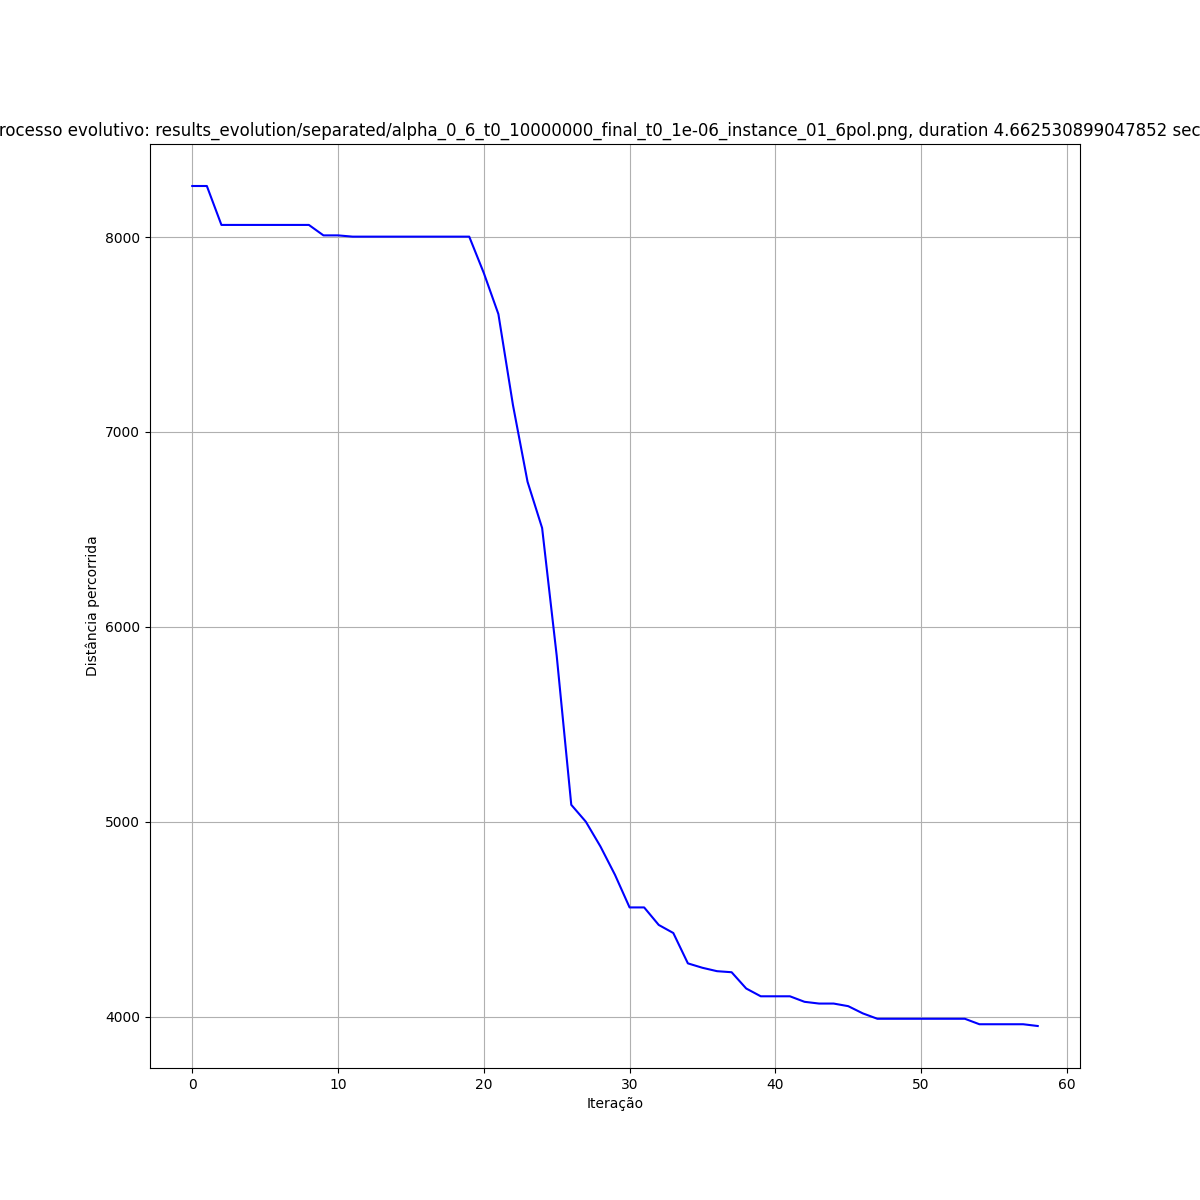 rocesso evolutivo: results_evolution/separated/alpha_0_6_t0_10000000_final_t0_1e-06_instance_01_6pol.png, duration 4.662530899047852 sec
8000
7000
6000
5000
4000
Distância percorrida
0 10 20 30 40 50 60
Iteração